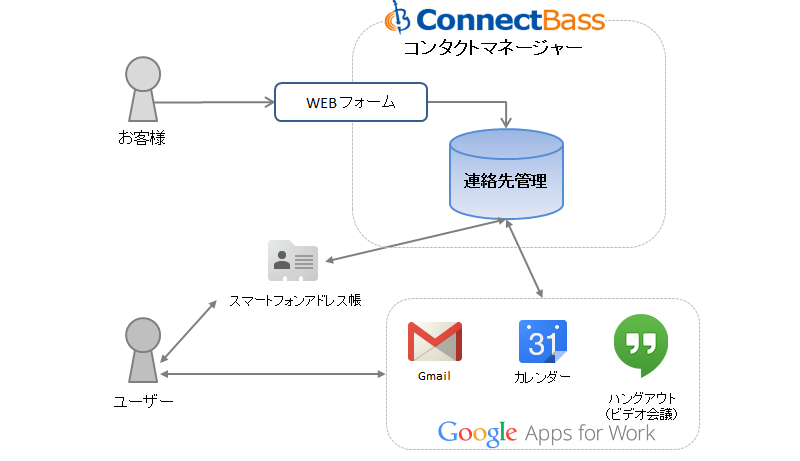 ConnectBass
コンタクトマネージャー
WEBフォーム
お客様
連絡先管理
スマートフォンアドレス帳
31
Gmail
カレンダー
ハングアウト
(ビデオ会議)
ユーザー
Google Apps for Work